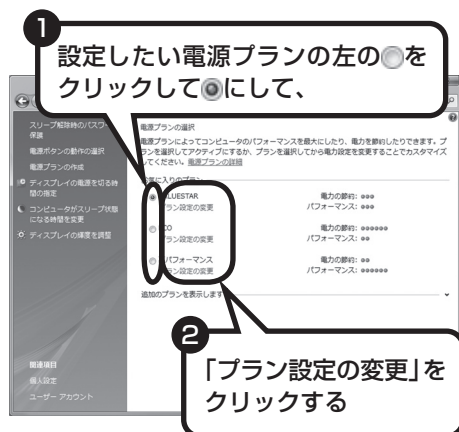 1
設定したい電源プランの左の○を
クリックして◉にして、
スリープ解除時のパスワ
保護
電源ボタンの動作の選択
電源プランの作成
ディスプレイの電源を切る時
間の指定
コンピュータがスリープ状態
になる時間を変更
ディスプレイの輝度を調整
関連項目
個人設定
ユーザー アカウント
電源プランの選択
電源プランによってコンピュータのパフォーマンスを最大にしたり、電力を節約したりできます。プ
ランを選択してアクティブにするか、プランを選択してから電力設定を変更することでカスタマイズ
してください。電源プランの詳細
気に入りのプラン
LUESTAR
電力の節約:
プラン設定の変更
パフォーマンス:
CO
電力の節約:
プラン設定の変更
パフォーマンス:
パフォーマンス
電力の節約:
プラン設定の変更
パフォーマンス:
追加のプランを表示します
2
「プラン設定の変更」を
クリックする